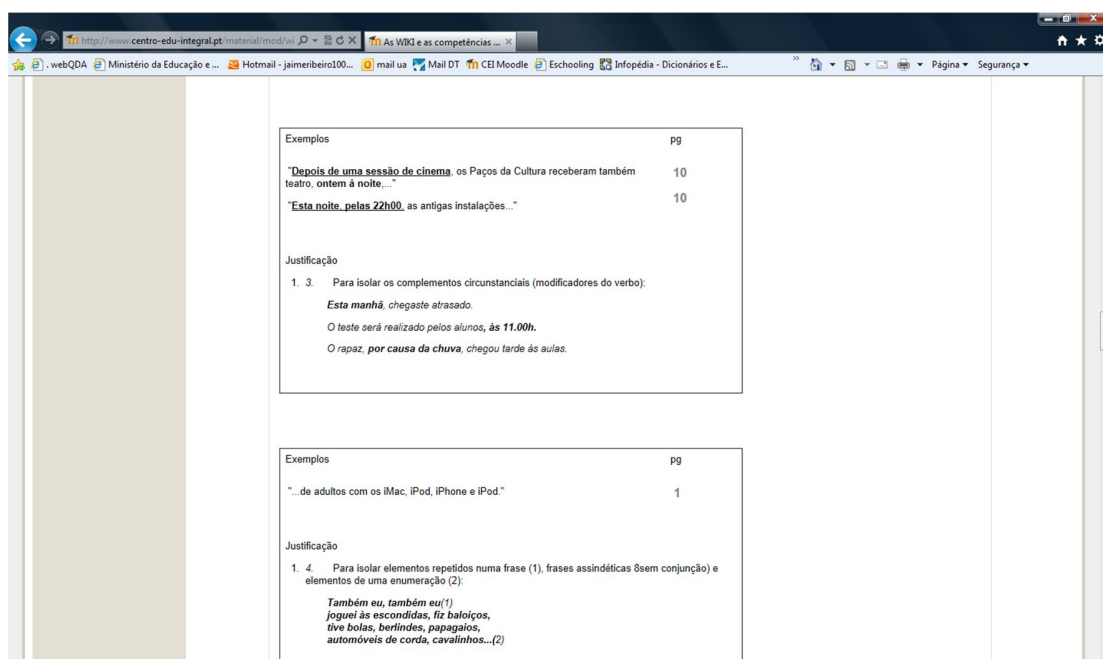 http://www.centro-edu-integral.pt/material/mod/wi
As WIKI e as competências ...
. webQDA
Ministério da Educação e ...
Hotmail - jaimeribeiro100...
mail ua
Mail DT
CEI Moodle
Eschooling
Infopédia - Dicionários e E...
»
Página
Segurança
Exemplos pg
"Depois de uma sessão de cinema, os Paços da Cultura receberam também 10
teatro, ontem à noite,..."
"Esta noite, pelas 22h00, as antigas instalações..." 10
Justificação
1. 3. Para isolar os complementos circunstanciais (modificadores do verbo):
Esta manhã, chegaste atrasado.
O teste será realizado pelos alunos, às 11.00h.
O rapaz, por causa da chuva, chegou tarde às aulas.
Exemplos pg
"...de adultos com os iMac, iPod, iPhone e iPod." 1
Justificação
1. 4. Para isolar elementos repetidos numa frase (1), frases assindéticas 8sem conjunção) e
elementos de uma enumeração (2):
Também eu, também eu(1)
joguei às escondidas, fiz baloiços,
tive bolas, berlindes, papagaios,
automóveis de corda, cavalinhos...(2)